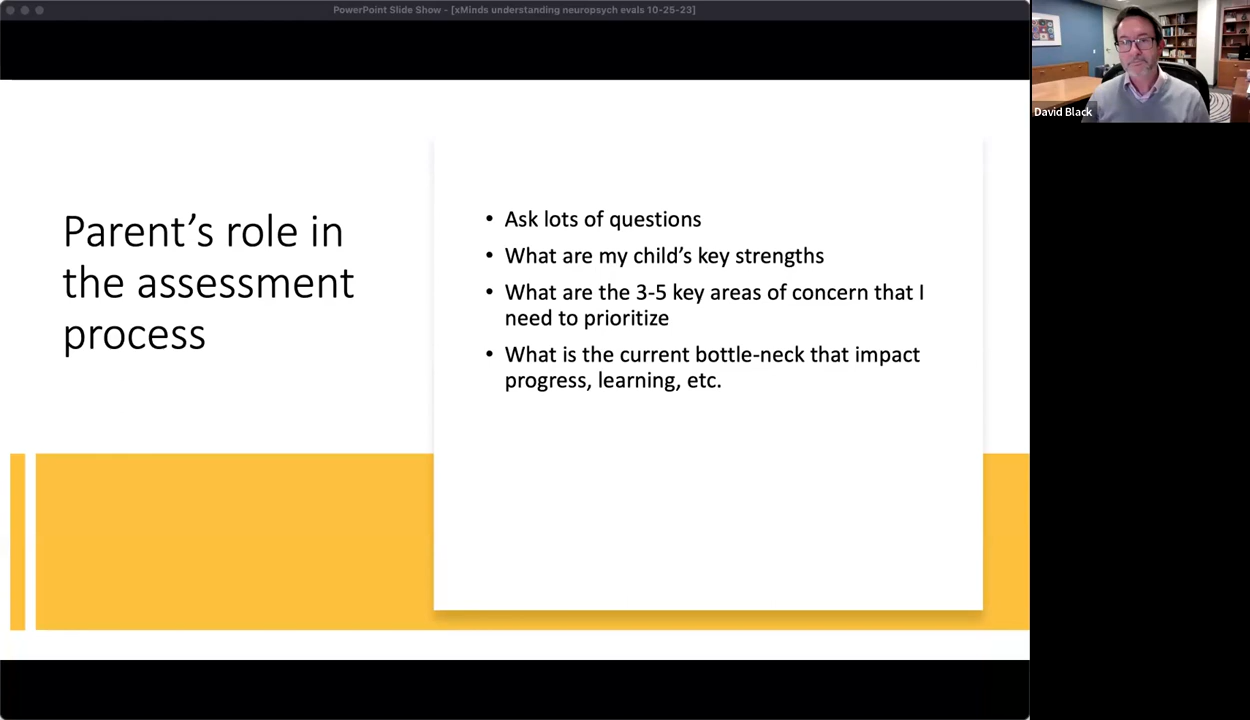 PowerPoint Slide Show - [xMinds understanding neuropsych evals 10-25-23]
David Black
Parent’s role in
the assessment
process
• Ask lots of questions
• What are my child’s key strengths
• What are the 3-5 key areas of concern that I
need to prioritize
• What is the current bottle-neck that impact
progress, learning, etc.